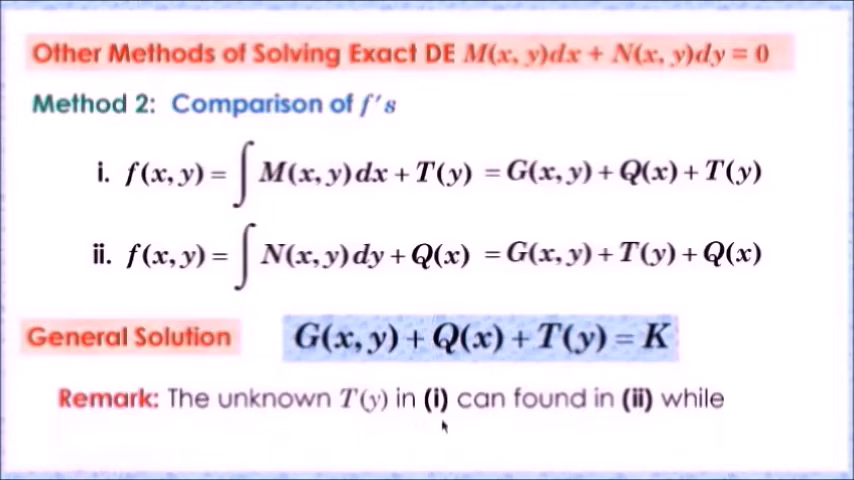 Other Methods of Solving Exact DE M(x, y)dx + N(x, y)dy = 0
Method 2: Comparison of f's
i. f(x, y) = ∫ M(x, y)dx + T(y) = G(x, y) + Q(x) + T(y)
ii. f(x, y) = ∫ N(x, y)dy + Q(x) = G(x, y) + T(y) + Q(x)
General Solution G(x, y) + Q(x) + T(y) = K
Remark: The unknown T(y) in (i) can found in (ii) while